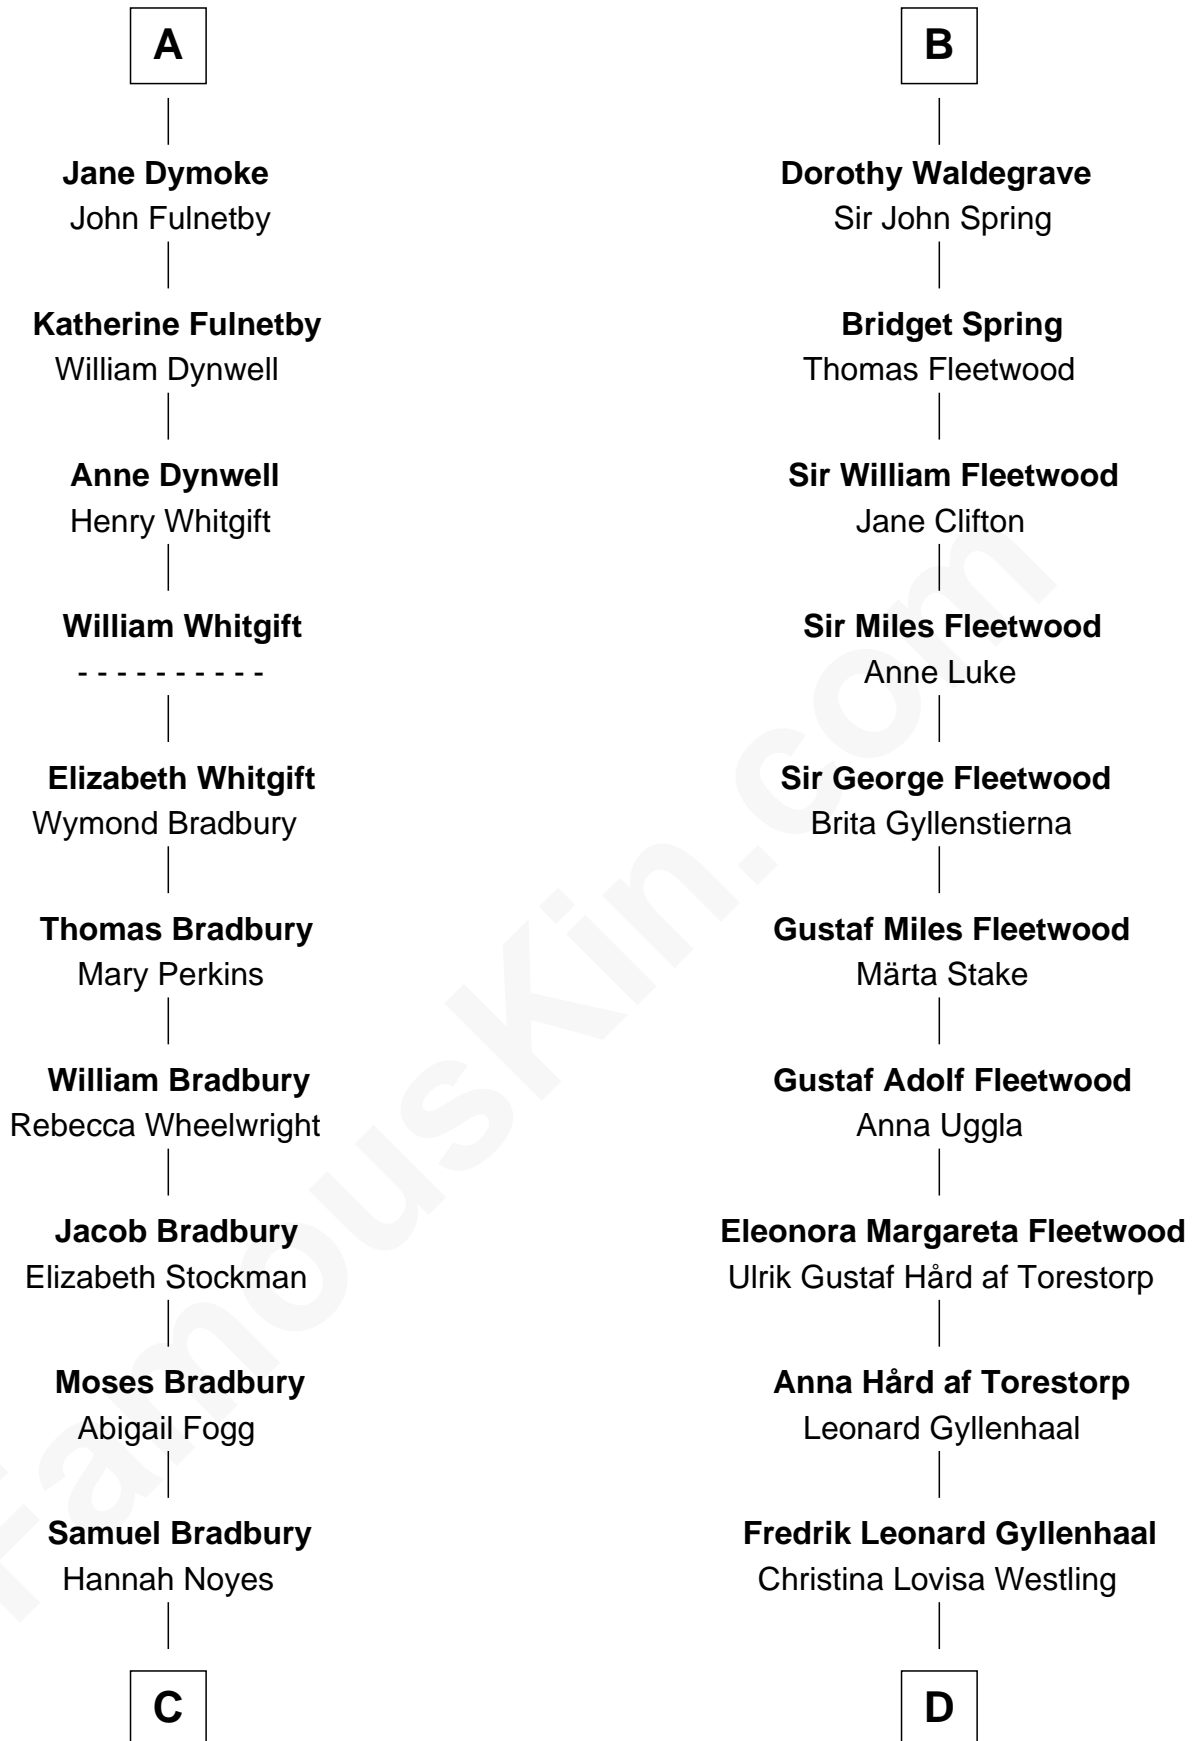 A
Jane Dymoke
John Fulnetby
Katherine Fulnetby
William Dynwell
Anne Dynwell
Henry Whitgift
William Whitgift
- - - - - - - - - -
Elizabeth Whitgift
Wymond Bradbury
Thomas Bradbury
Mary Perkins
William Bradbury
Rebecca Wheelwright
Jacob Bradbury
Elizabeth Stockman
Moses Bradbury
Abigail Fogg
Samuel Bradbury
Hannah Noyes
C
B
Dorothy Waldegrave
Sir John Spring
Bridget Spring
Thomas Fleetwood
Sir William Fleetwood
Jane Clifton
Sir Miles Fleetwood
Anne Luke
Sir George Fleetwood
Brita Gyllenstierna
Gustaf Miles Fleetwood
Märta Stake
Gustaf Adolf Fleetwood
Anna Uggla
Eleonora Margareta Fleetwood
Ulrik Gustaf Hård af Torestorp
Anna Hård af Torestorp
Leonard Gyllenhaal
Fredrik Leonard Gyllenhaal
Christina Lovisa Westling
D
FamousKin.com